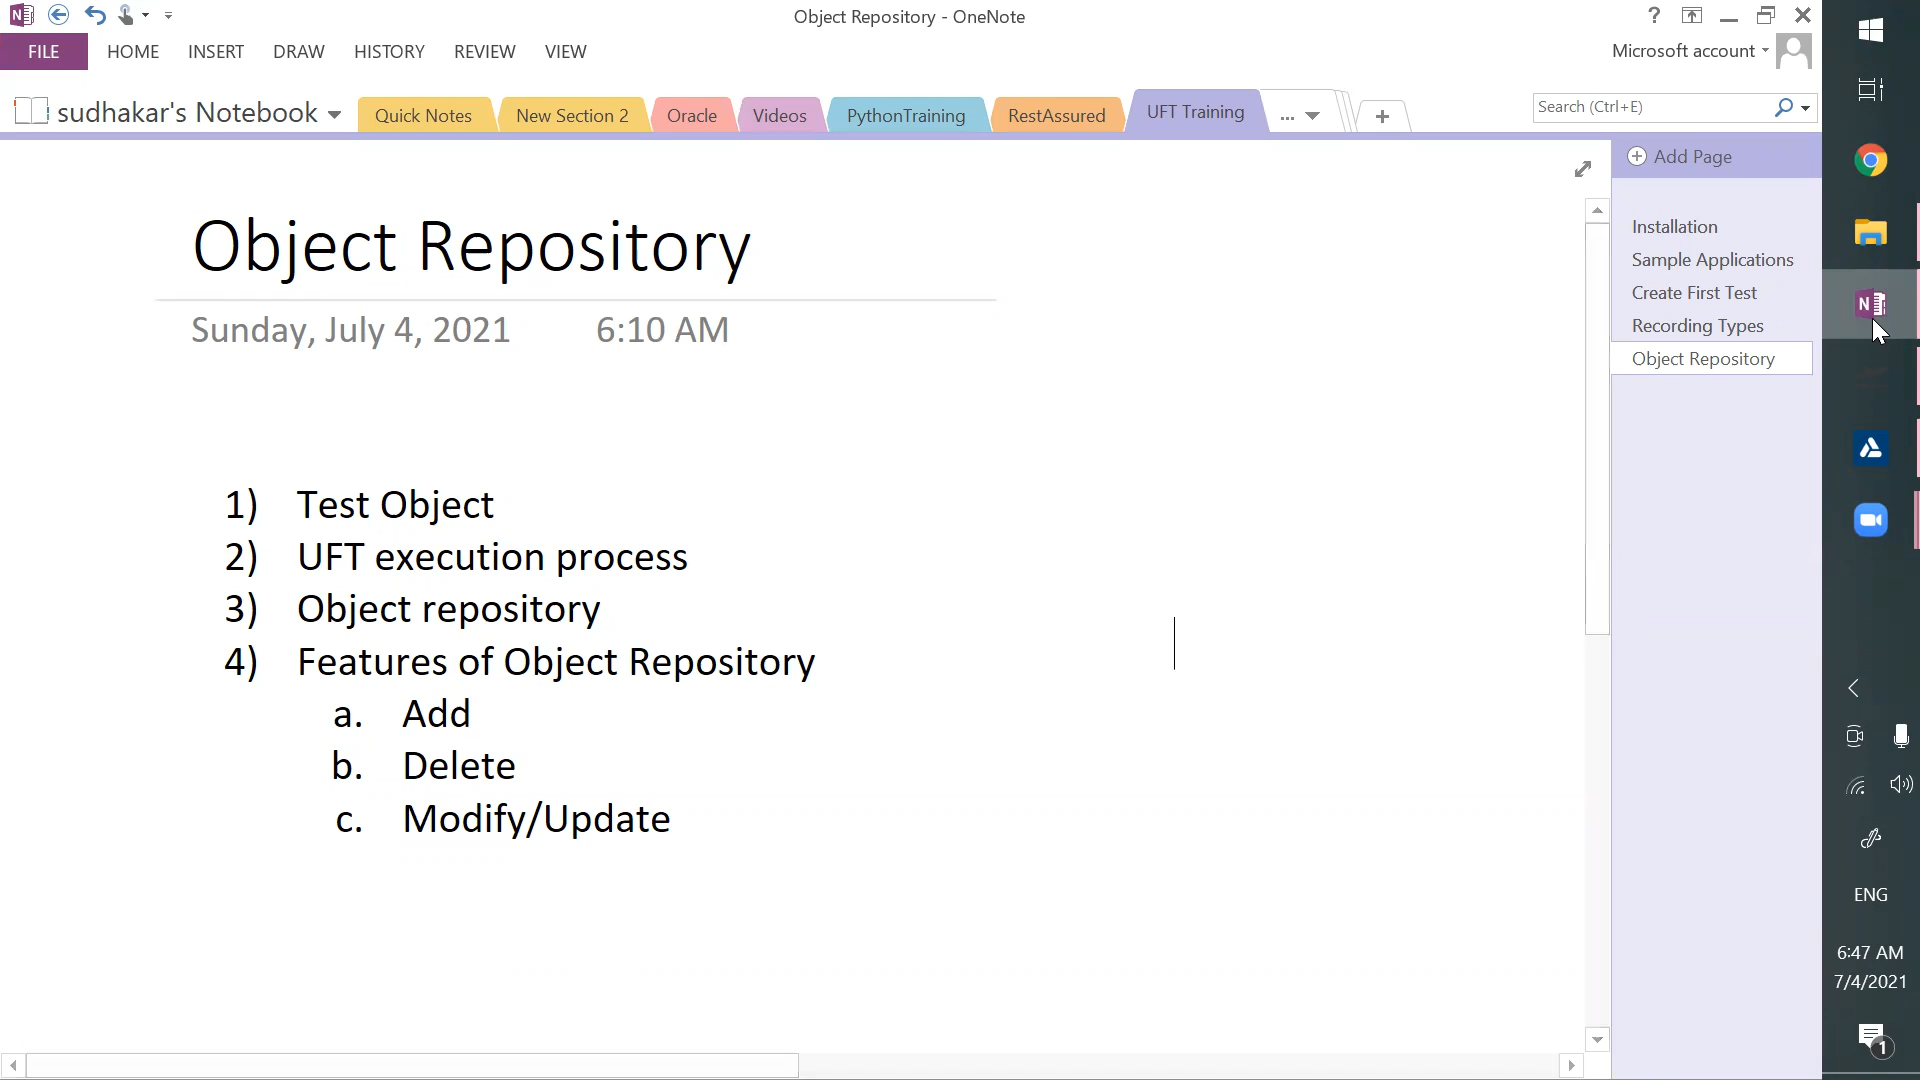 Object Repository - OneNote
?
FILE HOME INSERT DRAW HISTORY REVIEW VIEW
Microsoft account
sudhakar's Notebook
Quick Notes
New Section 2
Oracle
Videos
PythonTraining
RestAssured
UFT Training
...
Search (Ctrl+E)
Add Page
Installation
Sample Applications
Create First Test
Recording Types
Object Repository
Object Repository
Sunday, July 4, 2021 6:10 AM
1) Test Object
2) UFT execution process
3) Object repository
4) Features of Object Repository
a. Add
b. Delete
c. Modify/Update
ENG
6:47 AM
7/4/2021
1